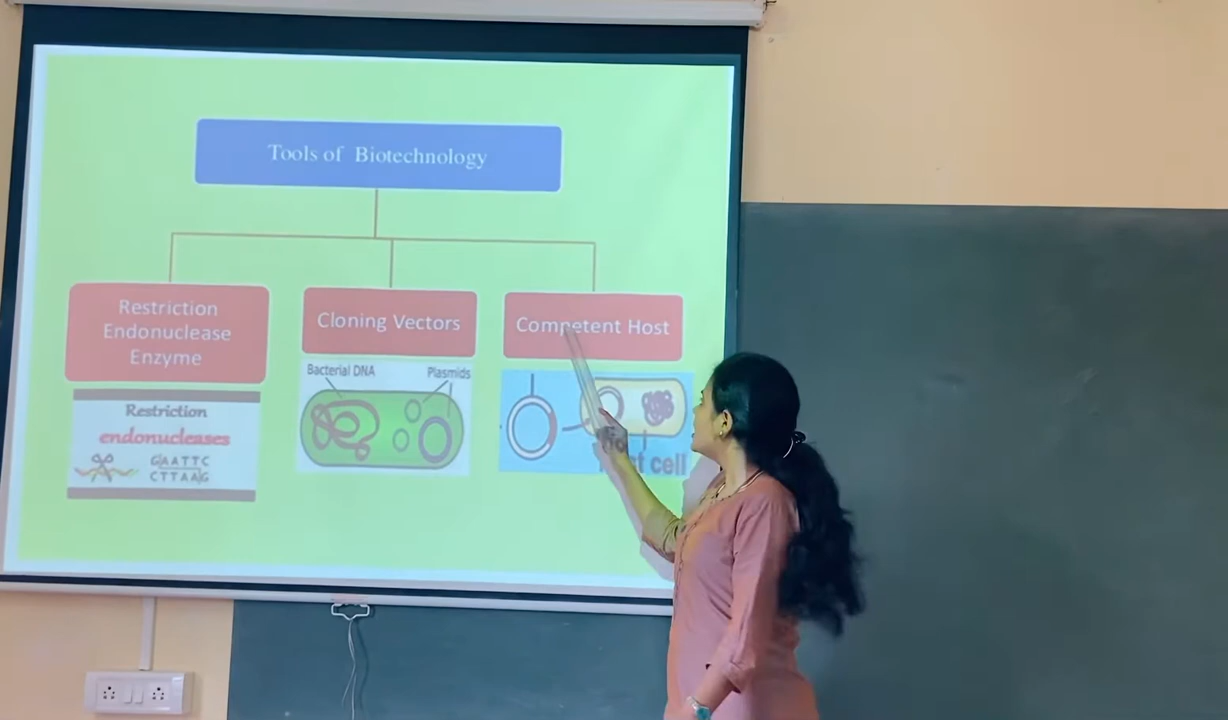 Tools of Biotechnology
Restriction
Endonuclease
Enzyme
Cloning Vectors
Competent Host
Restriction
endonucleases
GAATTC
CTTAAG
Bacterial DNA
Plasmids
cell